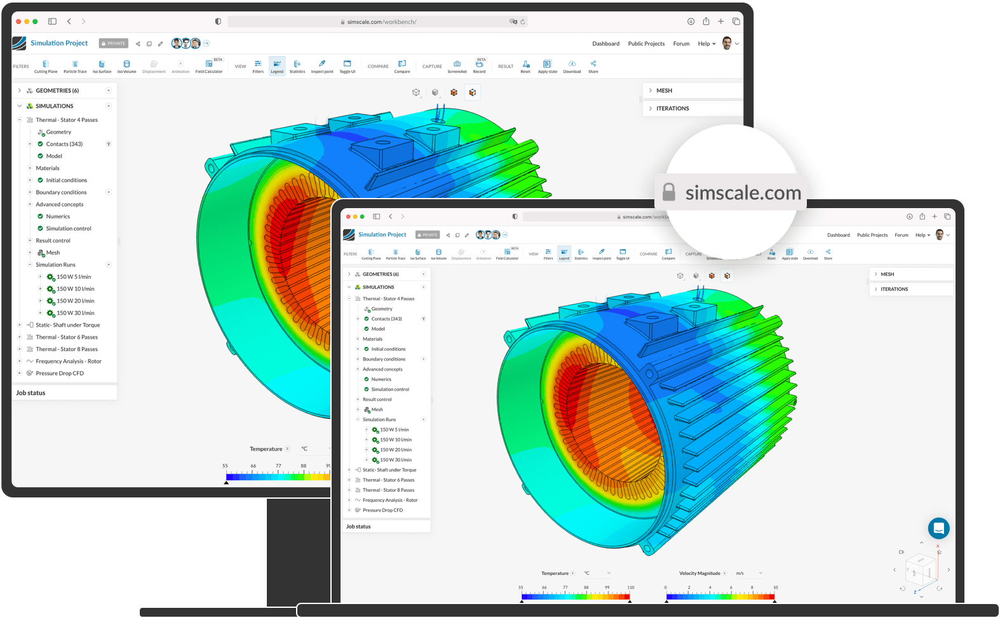 simscale.com/workbench/
Simulation Project
PRIVATE
+1
Dashboard
Public Projects
Forum
Help
FILTERS
Cutting Plane
Particle Trace
Iso Surface
Iso Volume
Displacement
Animation
BETA
Field Calculator
VIEW
Filters
Legend
Statistics
Inspect point
Toggle UI
COMPARE
Compare
CAPTURE
Screenshot
BETA
Record
RESULT
Reset
Apply state
Download
Share
GEOMETRIES (6)
SIMULATIONS
Thermal - Stator 4 Passes
Geometry
Contacts (343)
Model
Materials
Initial conditions
Boundary conditions
Advanced concepts
Numerics
Simulation control
Result control
Mesh
Simulation Runs
150 W 5 l/min
150 W 10 l/min
150 W 20 l/min
150 W 30 l/min
Static- Shaft under Torque
Thermal - Stator 6 Passes
Thermal - Stator 8 Passes
Frequency Analysis - Rotor
Pressure Drop CFD
Job status
MESH
ITERATIONS
Temperature
°C
55 66 77 88 99
simscale.com
simscale.com/workb
Simulation Project
PRIVATE
+1
Dashboard
Public Projects
Forum
Help
FILTERS
Cutting Plane
Particle Trace
Iso Surface
Iso Volume
Displacement
Animation
BETA
Field Calculator
VIEW
Filters
Legend
Statistics
Inspect point
Toggle UI
COMPARE
Compare
CAPTURE
Reset
Apply state
Download
Share
GEOMETRIES (6)
SIMULATIONS
Thermal - Stator 4 Passes
Geometry
Contacts (343)
Model
Materials
Initial conditions
Boundary conditions
Advanced concepts
Numerics
Simulation control
Result control
Mesh
Simulation Runs
150 W 5 l/min
150 W 10 l/min
150 W 20 l/min
150 W 30 l/min
Static- Shaft under Torque
Thermal - Stator 6 Passes
Thermal - Stator 8 Passes
Frequency Analysis - Rotor
Pressure Drop CFD
Job status
MESH
ITERATIONS
Temperature
°C
55 66 77 88 99 110
Velocity Magnitude
m/s
0 2 4 6 8 10
X
Y
Z